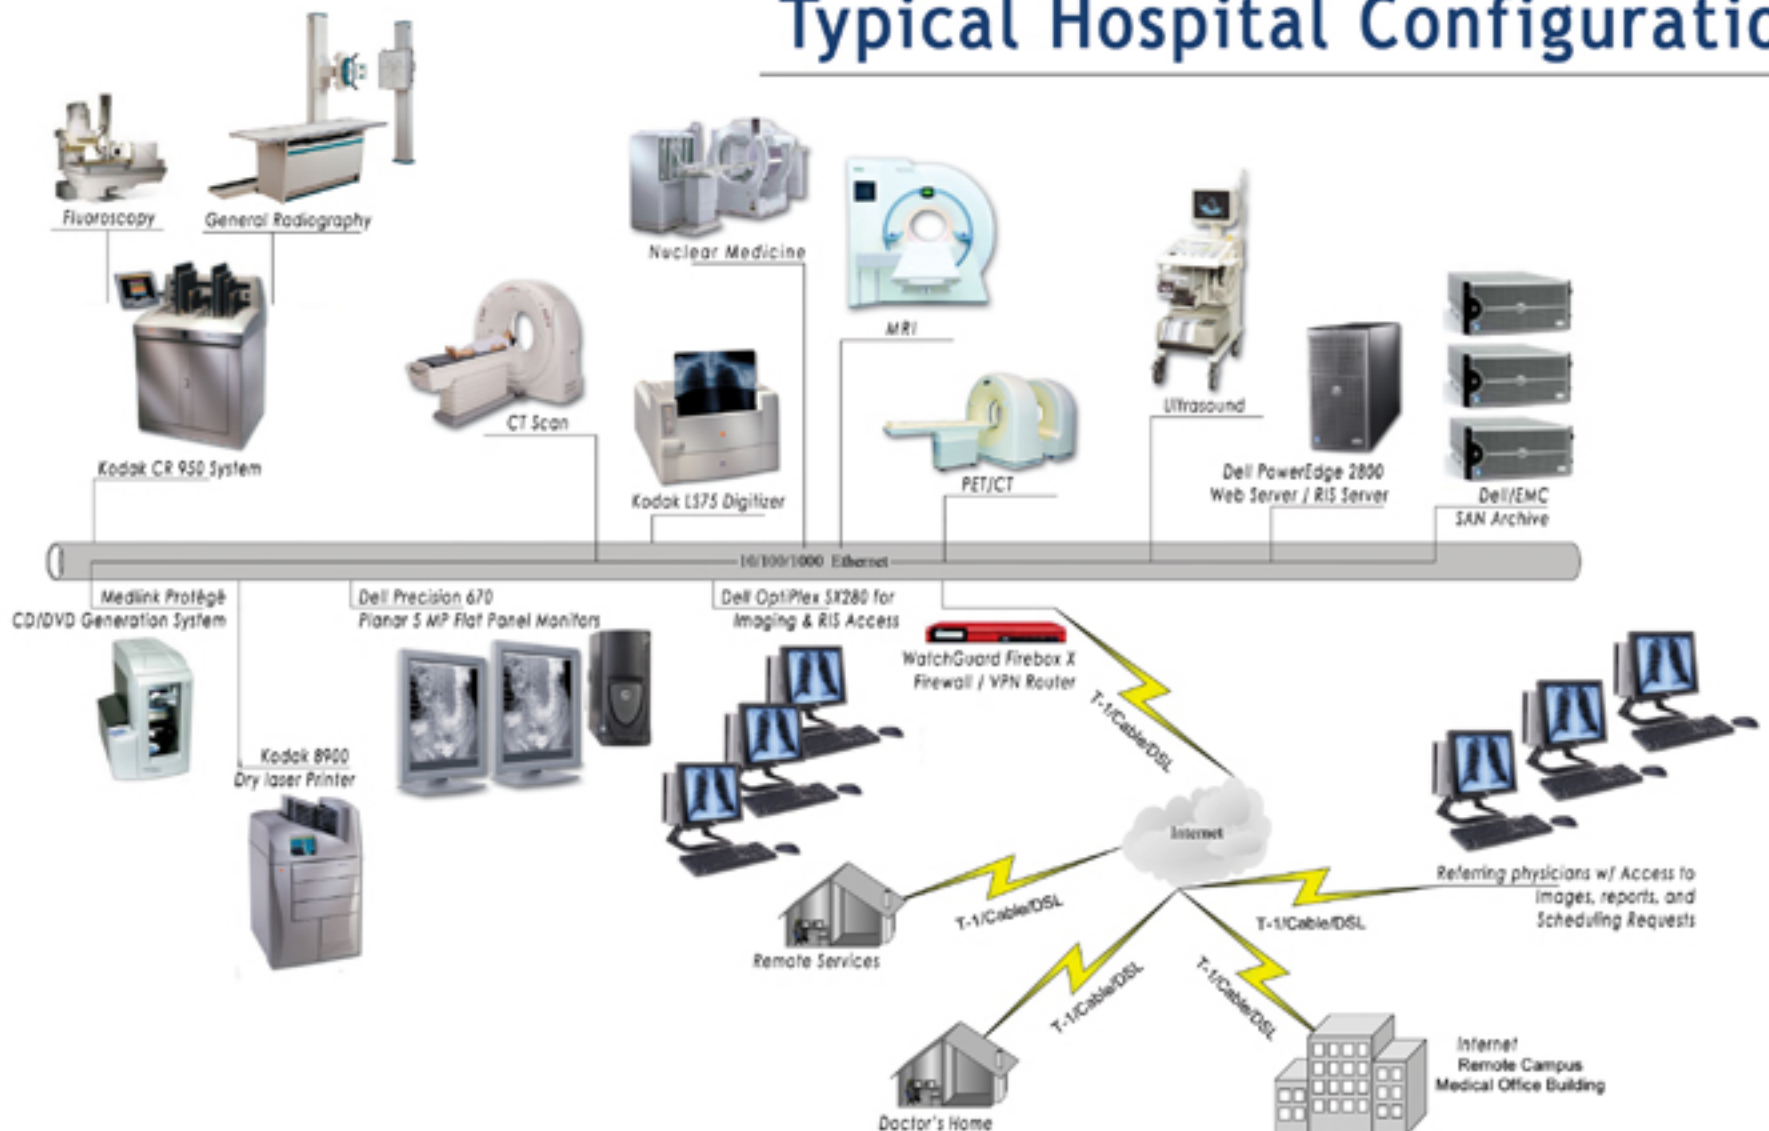 Typical Hospital Configuratio
Fluoroscopy
General Radiography
Nuclear Medicine
MRI
CT Scan
Ultrasound
Kodak CR 950 System
Kodak LS75 Digitizer
PET/CT
Dell PowerEdge 2800
Web Server / RIS Server
Dell/EMC
SAN Archive
10/100/1000 Ethernet
Medlink Protégé
CD/DVD Generation System
Dell Precision 670
Planar 5 MP Flat Panel Monitors
Dell OptiPlex SX280 for
Imaging & RIS Access
WatchGuard Firebox X
Firewall / VPN Router
T-1/Cable/DSL
Kodak 8900
Dry laser Printer
Internet
Referring physicians w/ Access to
Images, reports, and
Scheduling Requests
T-1/Cable/DSL
T-1/Cable/DSL
Remote Services
T-1/Cable/DSL
T-1/Cable/DSL
Internet
Remote Campus
Medical Office Building
Doctor's Home